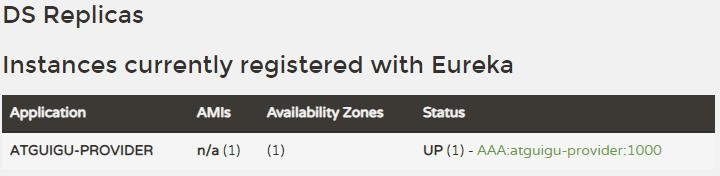 DS Replicas
Instances currently registered with Eureka
Application AMIs Availability Zones Status
ATGUIGU-PROVIDER n/a (1) (1) UP (1) - AAA:atguigu-provider:1000